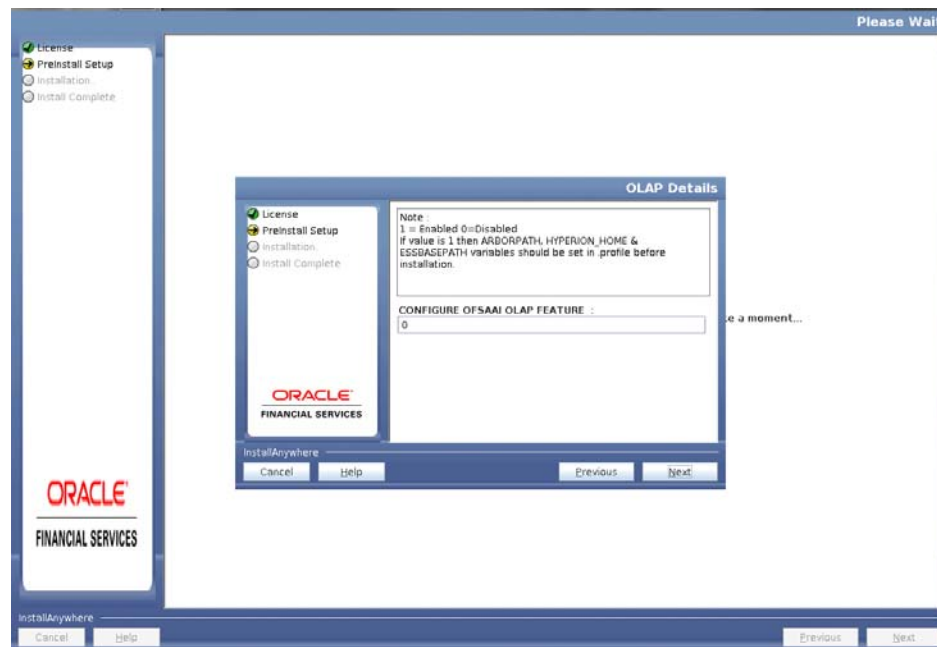 Please Wai
License
Preinstall Setup
Installation.
Install Complete
OLAP Details
License
Preinstall Setup
Installation.
Install Complete
Note :
1 = Enabled 0=Disabled
If value is 1 then ARBORPATH, HYPERION_HOME &
ESSBASEPATH variables should be set in .profile before
installation.
CONFIGURE OFSAAI OLAP FEATURE :
0
ke a moment...
ORACLE
FINANCIAL SERVICES
InstallAnywhere
Cancel Help Previous Next
ORACLE
FINANCIAL SERVICES
InstallAnywhere
Cancel Help Previous Next